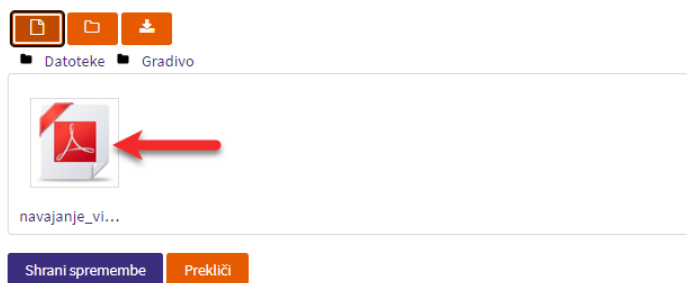 Datoteke Gradivo
navajanje_vi...
Shrani spremembe Prekliči